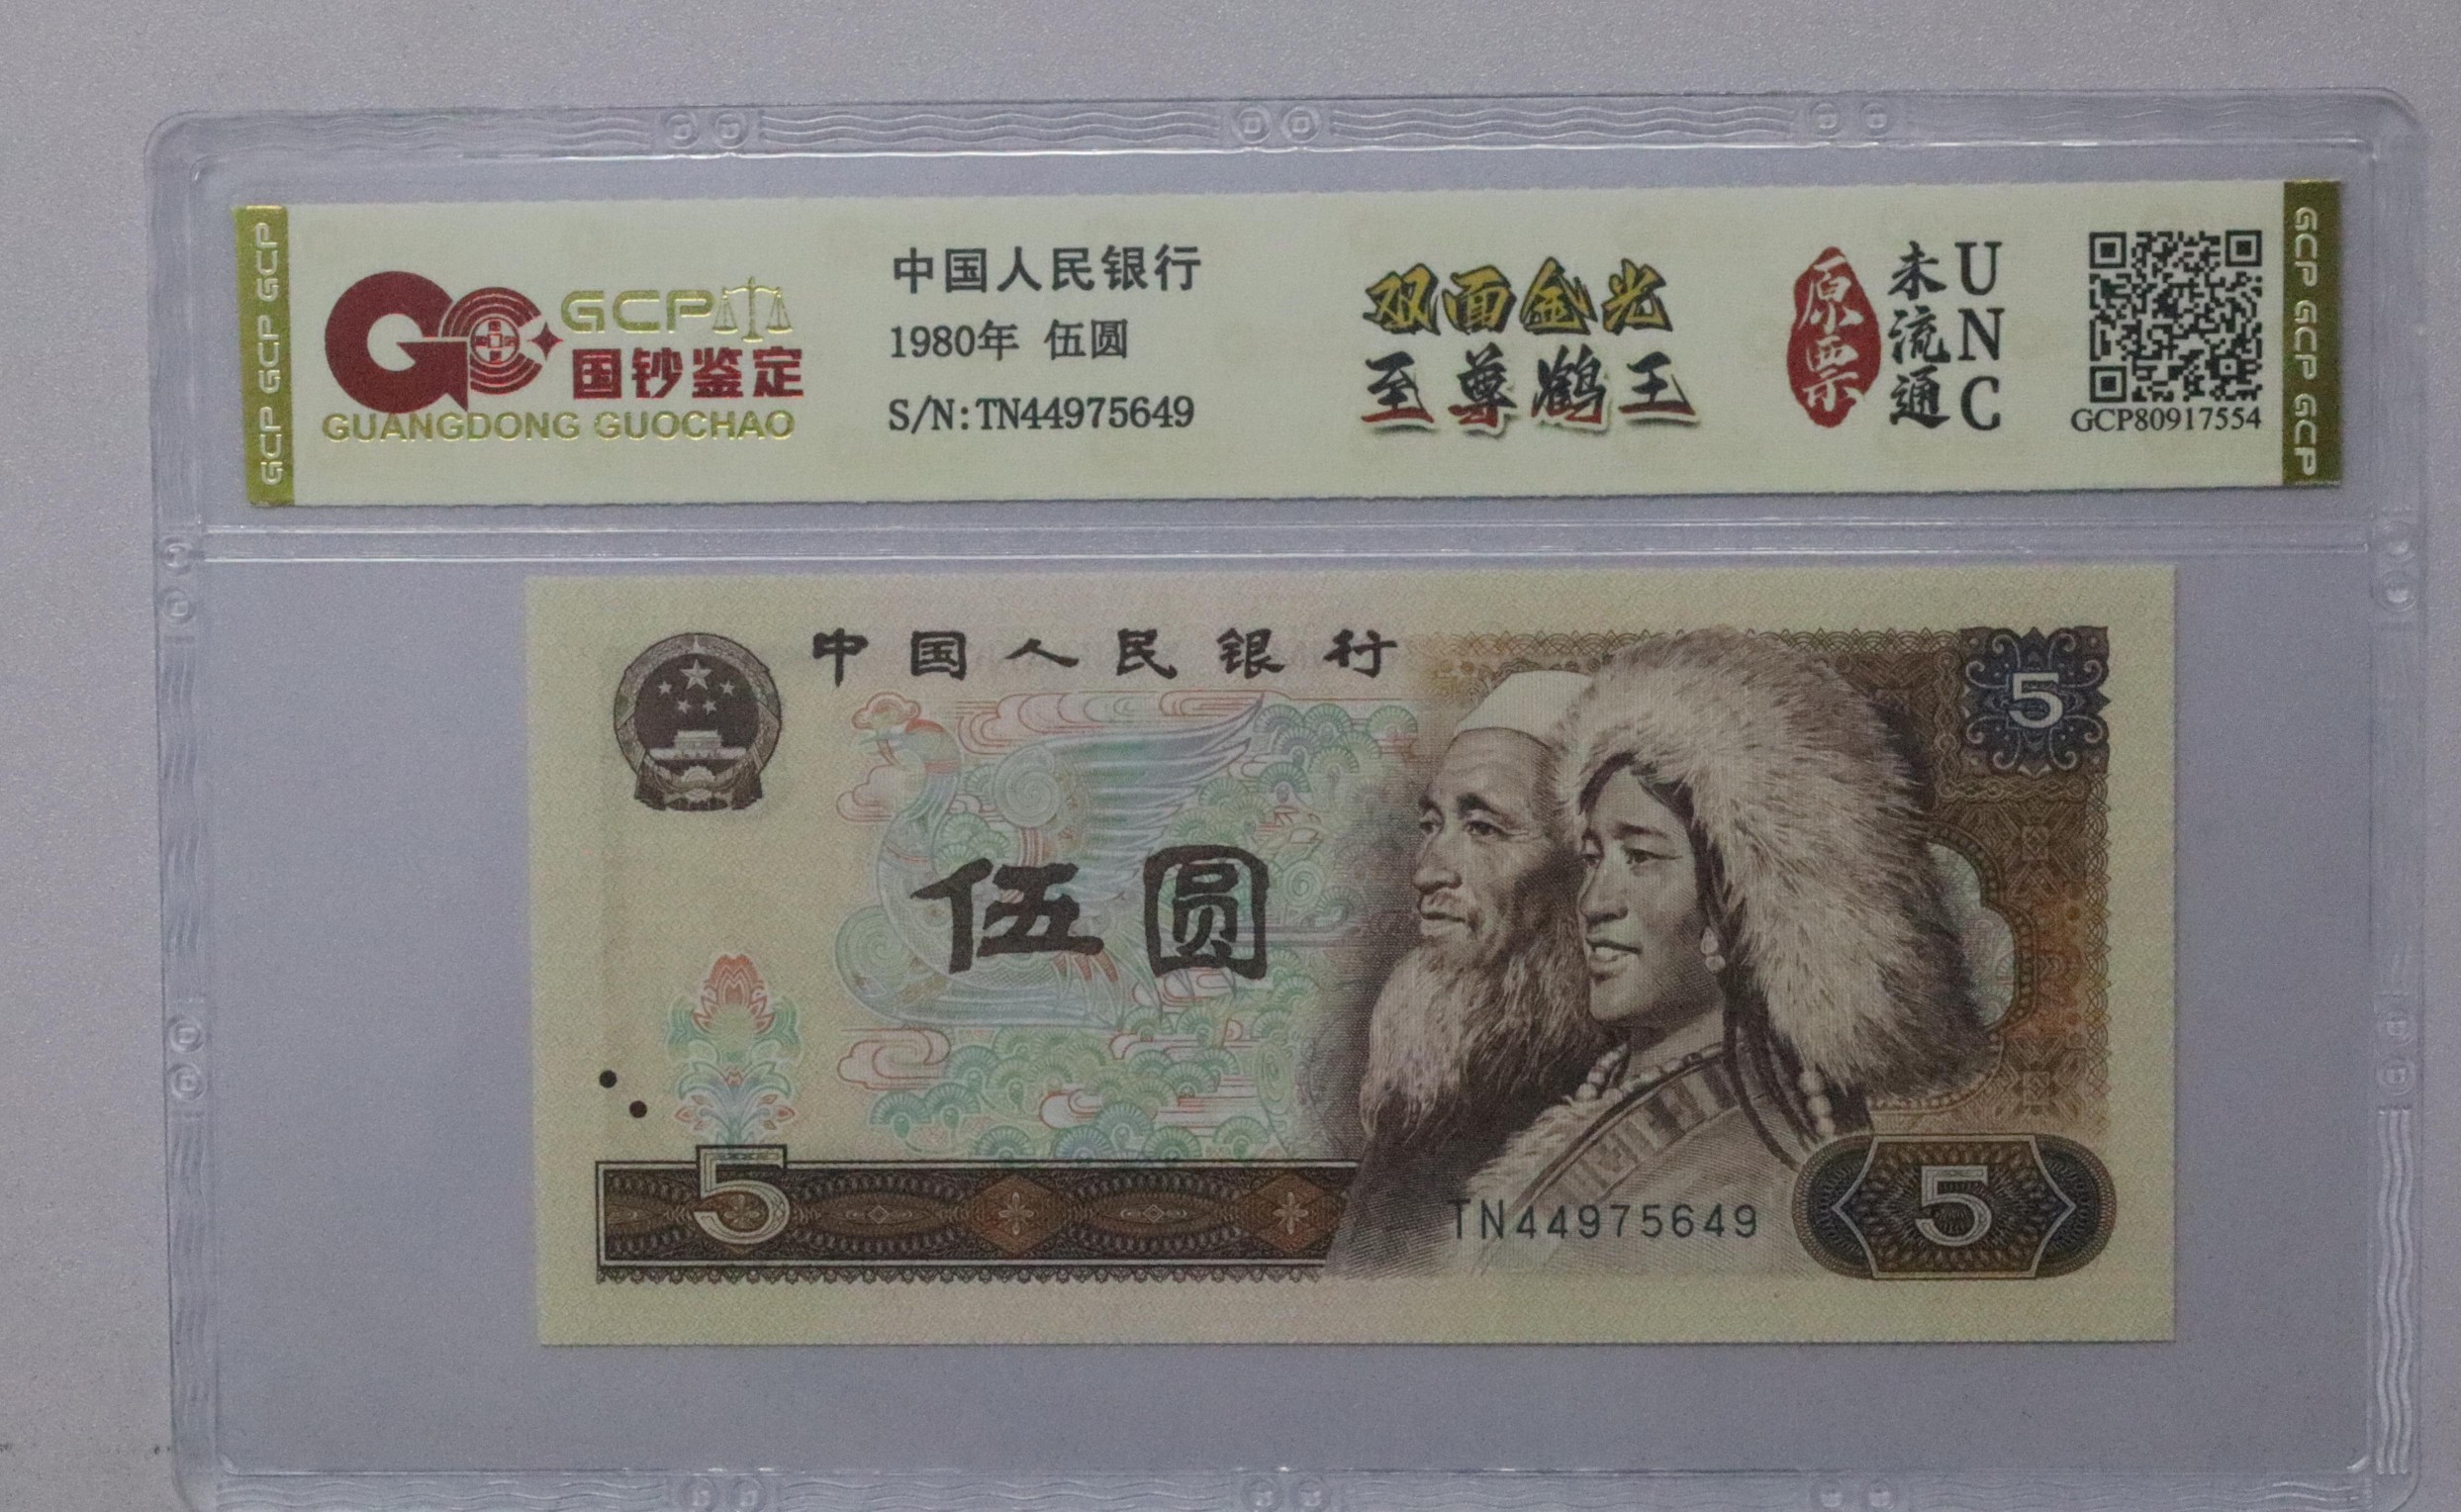 GCP GCP GCP
GCP
国钞鉴定
GUANGDONG GUOCHAO
中国人民银行
1980年 伍圆
S/N:TN44975649
双面金光
至尊鹤王
原票
未流通
UNC
GCP80917554
GCP GCP GCP
中国人民银行
5
伍圆
5
TN44975649
5